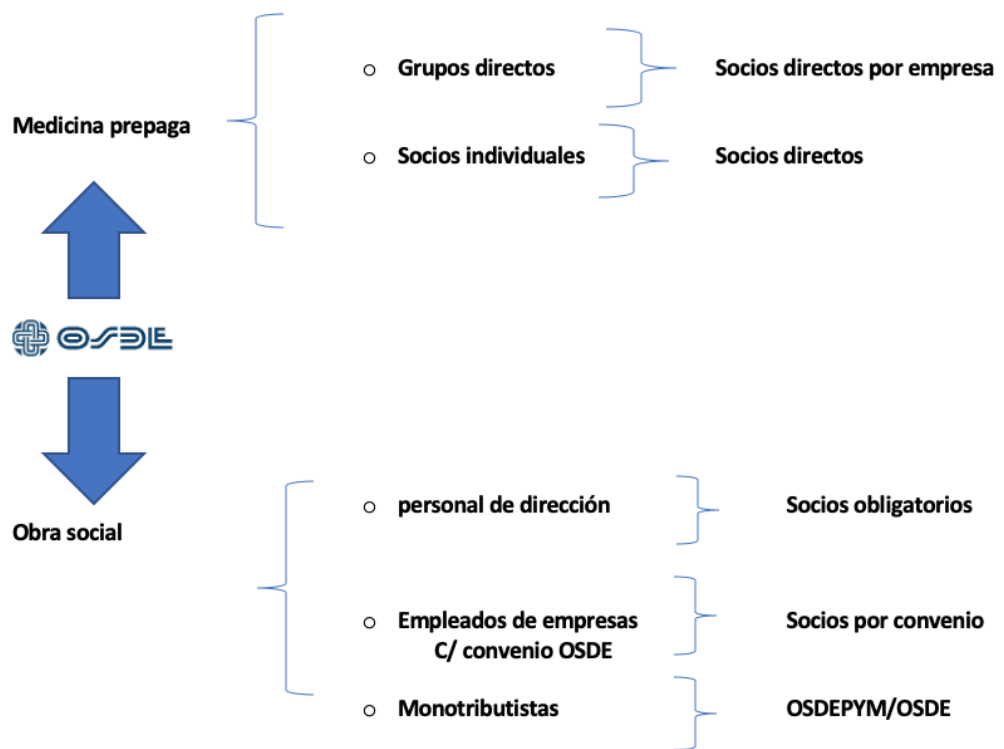 Grupos directos
Socios directos por empresa
Medicina prepaga
Socios individuales
Socios directos
OSDE
personal de dirección
Socios obligatorios
Obra social
Empleados de empresas
C/ convenio OSDE
Socios por convenio
Monotributistas
OSDEPYM/OSDE